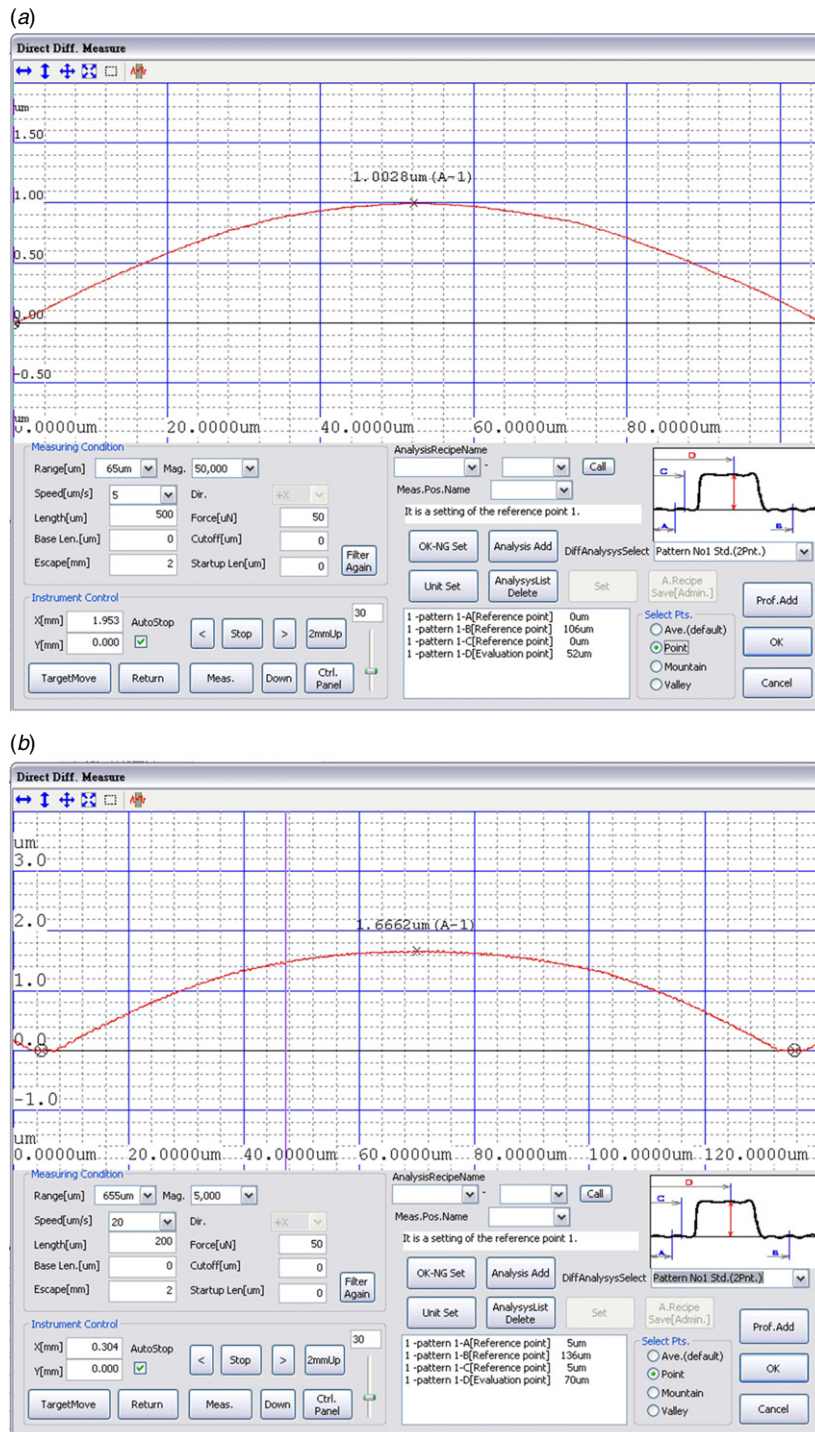 (a)
Direct Diff. Measure
um
1.50
1.0028um(A-1)
1.00
0.50
0.00
-0.50
um
0.0000um 20.0000um 40.0000um 60.0000um 80.0000um
Measuring Condition
Range[um] 65um Mag. 50,000
Speed[um/s] 5 Dir. +X
Length[um] 500 Force[uN] 50
Base Len.[um] 0 Cutoff[um] 0
Escape[mm] 2 Startup Len[um] 0
Filter Again
Instrument Control
X[mm] 1.953 AutoStop
Y[mm] 0.000
< Stop > 2mmUp
30
TargetMove Return Meas. Down Ctrl. Panel
AnalysisRecipeName
- Call
Meas.Pos.Name
It is a setting of the reference point 1.
OK-NG Set Analysis Add DiffAnalysysSelect Pattern No1 Std.(2Pnt.)
Unit Set AnalysysList Delete Set A.Recipe Save[Admin.]
1 -pattern 1-A[Reference point] 0um
1 -pattern 1-B[Reference point] 106um
1 -pattern 1-C[Reference point] 0um
1 -pattern 1-D[Evaluation point] 52um
Select Pts.
Ave.(default)
Point
Mountain
Valley
Prof.Add
OK
Cancel
D
C
A
B
(b)
Direct Diff. Measure
um
3.0
2.0
1.6662um(A-1)
1.0
0.0
-1.0
um
0.00000um 20.0000um 40.0000um 60.0000um 80.0000um 100.0000um 120.0000um
Measuring Condition
Range[um] 655um Mag. 5,000
Speed[um/s] 20 Dir. +X
Length[um] 200 Force[uN] 50
Base Len.[um] 0 Cutoff[um] 0
Escape[mm] 2 Startup Len[um] 0
Filter Again
Instrument Control
X[mm] 0.304 AutoStop
Y[mm] 0.000
< Stop > 2mmUp
30
TargetMove Return Meas. Down Ctrl. Panel
AnalysisRecipeName
- Call
Meas.Pos.Name
It is a setting of the reference point 1.
OK-NG Set Analysis Add DiffAnalysysSelect Pattern No1 Std.(2Pnt.)
Unit Set AnalysysList Delete Set A.Recipe Save[Admin.]
1 -pattern 1-A[Reference point] 5um
1 -pattern 1-B[Reference point] 136um
1 -pattern 1-C[Reference point] 5um
1 -pattern 1-D[Evaluation point] 70um
Select Pts.
Ave.(default)
Point
Mountain
Valley
Prof.Add
OK
Cancel
D
C
A
B